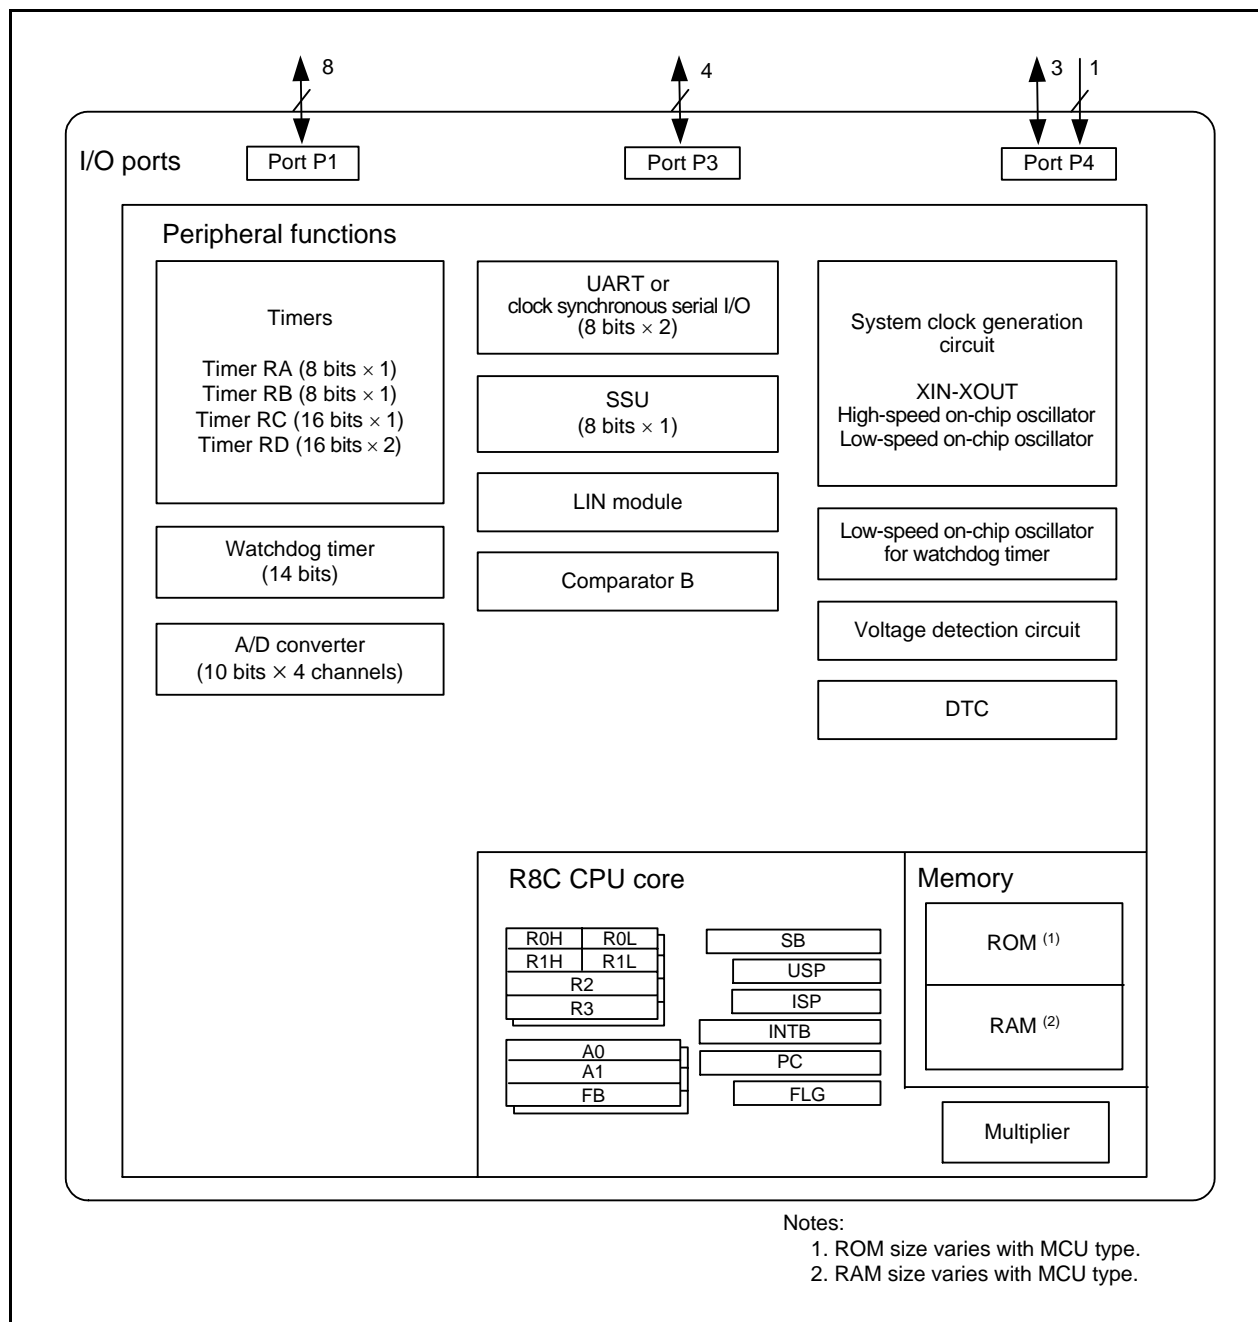 8
4
3
1
I/O ports
Port P1
Port P3
Port P4
Peripheral functions
Timers
Timer RA (8 bits × 1)
Timer RB (8 bits × 1)
Timer RC (16 bits × 1)
Timer RD (16 bits × 2)
Watchdog timer
(14 bits)
A/D converter
(10 bits × 4 channels)
UART or
clock synchronous serial I/O
(8 bits × 2)
SSU
(8 bits × 1)
LIN module
Comparator B
System clock generation
circuit
XIN-XOUT
High-speed on-chip oscillator
Low-speed on-chip oscillator
Low-speed on-chip oscillator
for watchdog timer
Voltage detection circuit
DTC
R8C CPU core
R0H R0L
R1H R1L
R2
R3
A0
A1
FB
SB
USP
ISP
INTB
PC
FLG
Memory
ROM (1)
RAM (2)
Multiplier
Notes:
1. ROM size varies with MCU type.
2. RAM size varies with MCU type.